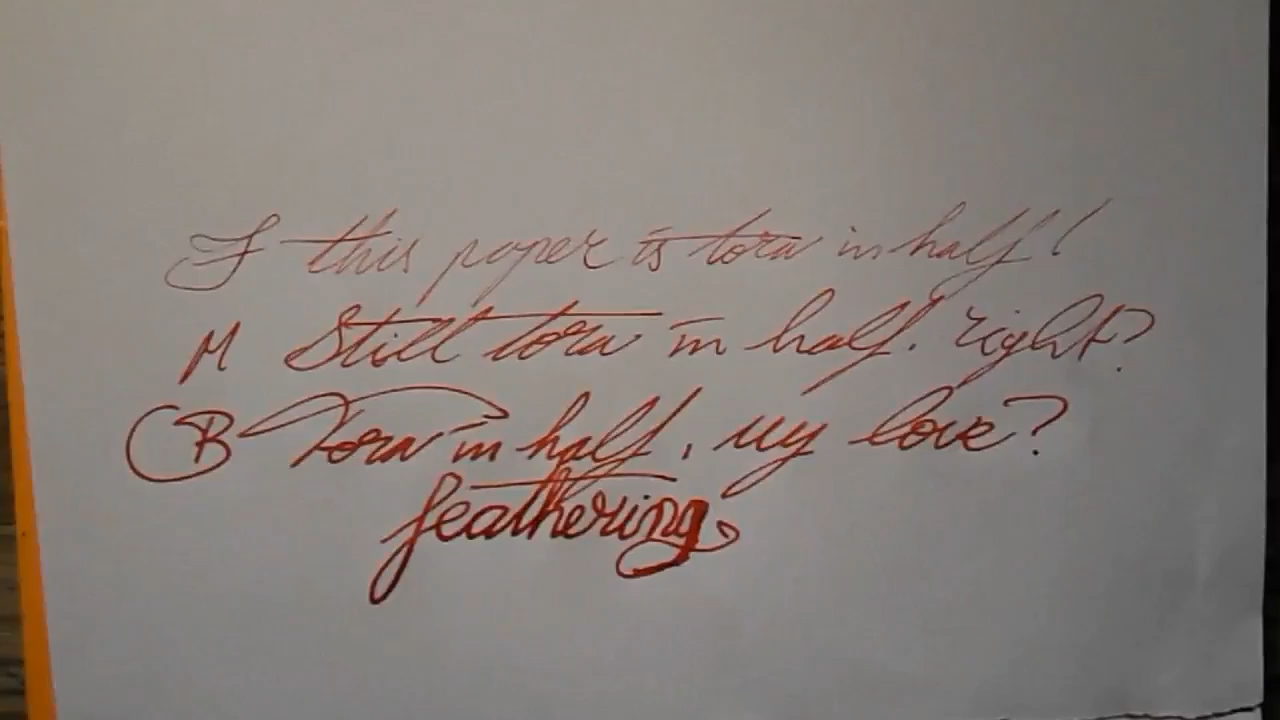 F this paper is torn in half!
M Still torn in half. right?
B Torn in half, my love?
feathering